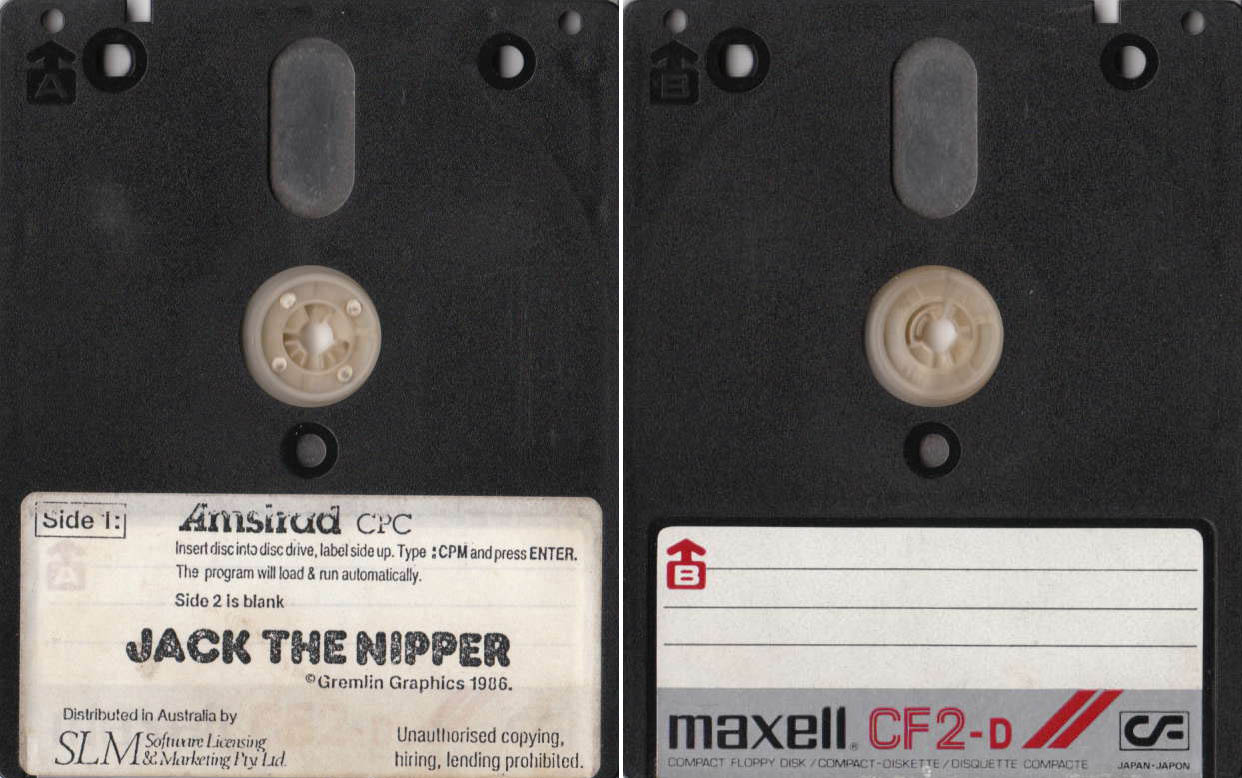 A
Side 1:
Amstrad CPC
Insert disc into disc drive, label side up. Type :CPM and press ENTER.
The program will load & run automatically.
Side 2 is blank
A
JACK THE NIPPER
©Gremlin Graphics 1986.
Distributed in Australia by
SLM Software Licensing
& Marketing Pty Ltd.
Unauthorised copying,
hiring, lending prohibited.
B
B
maxell® CF2-D
CF
COMPACT FLOPPY DISK / COMPACT-DISKETTE / DISQUETTE COMPACTE
JAPAN-JAPON